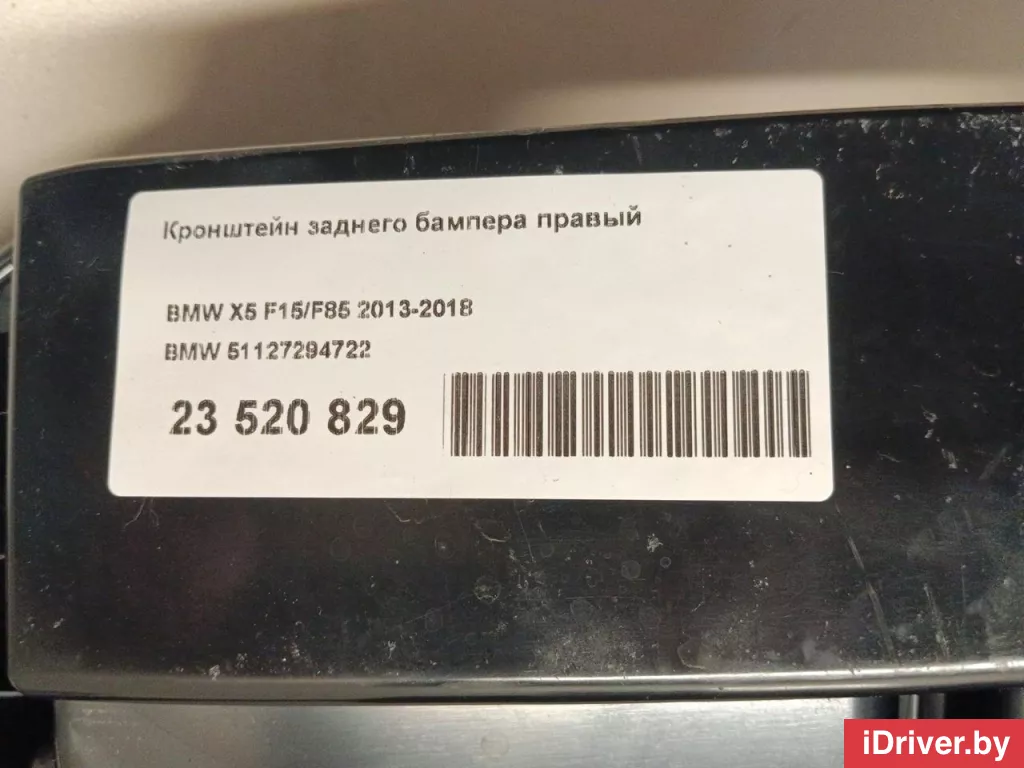 Кронштейн заднего бампера правый
BMW X5 F15/F85 2013-2018
BMW 51127294722
23 520 829
iDriver.by